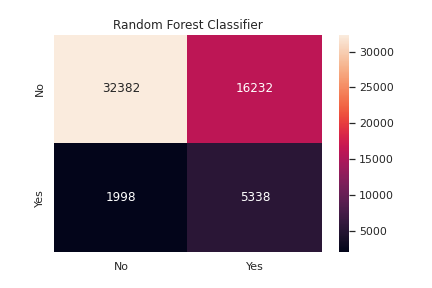 Random Forest Classifier
No
32382
16232
Yes
1998
5338
No
Yes
30000
25000
20000
15000
10000
5000